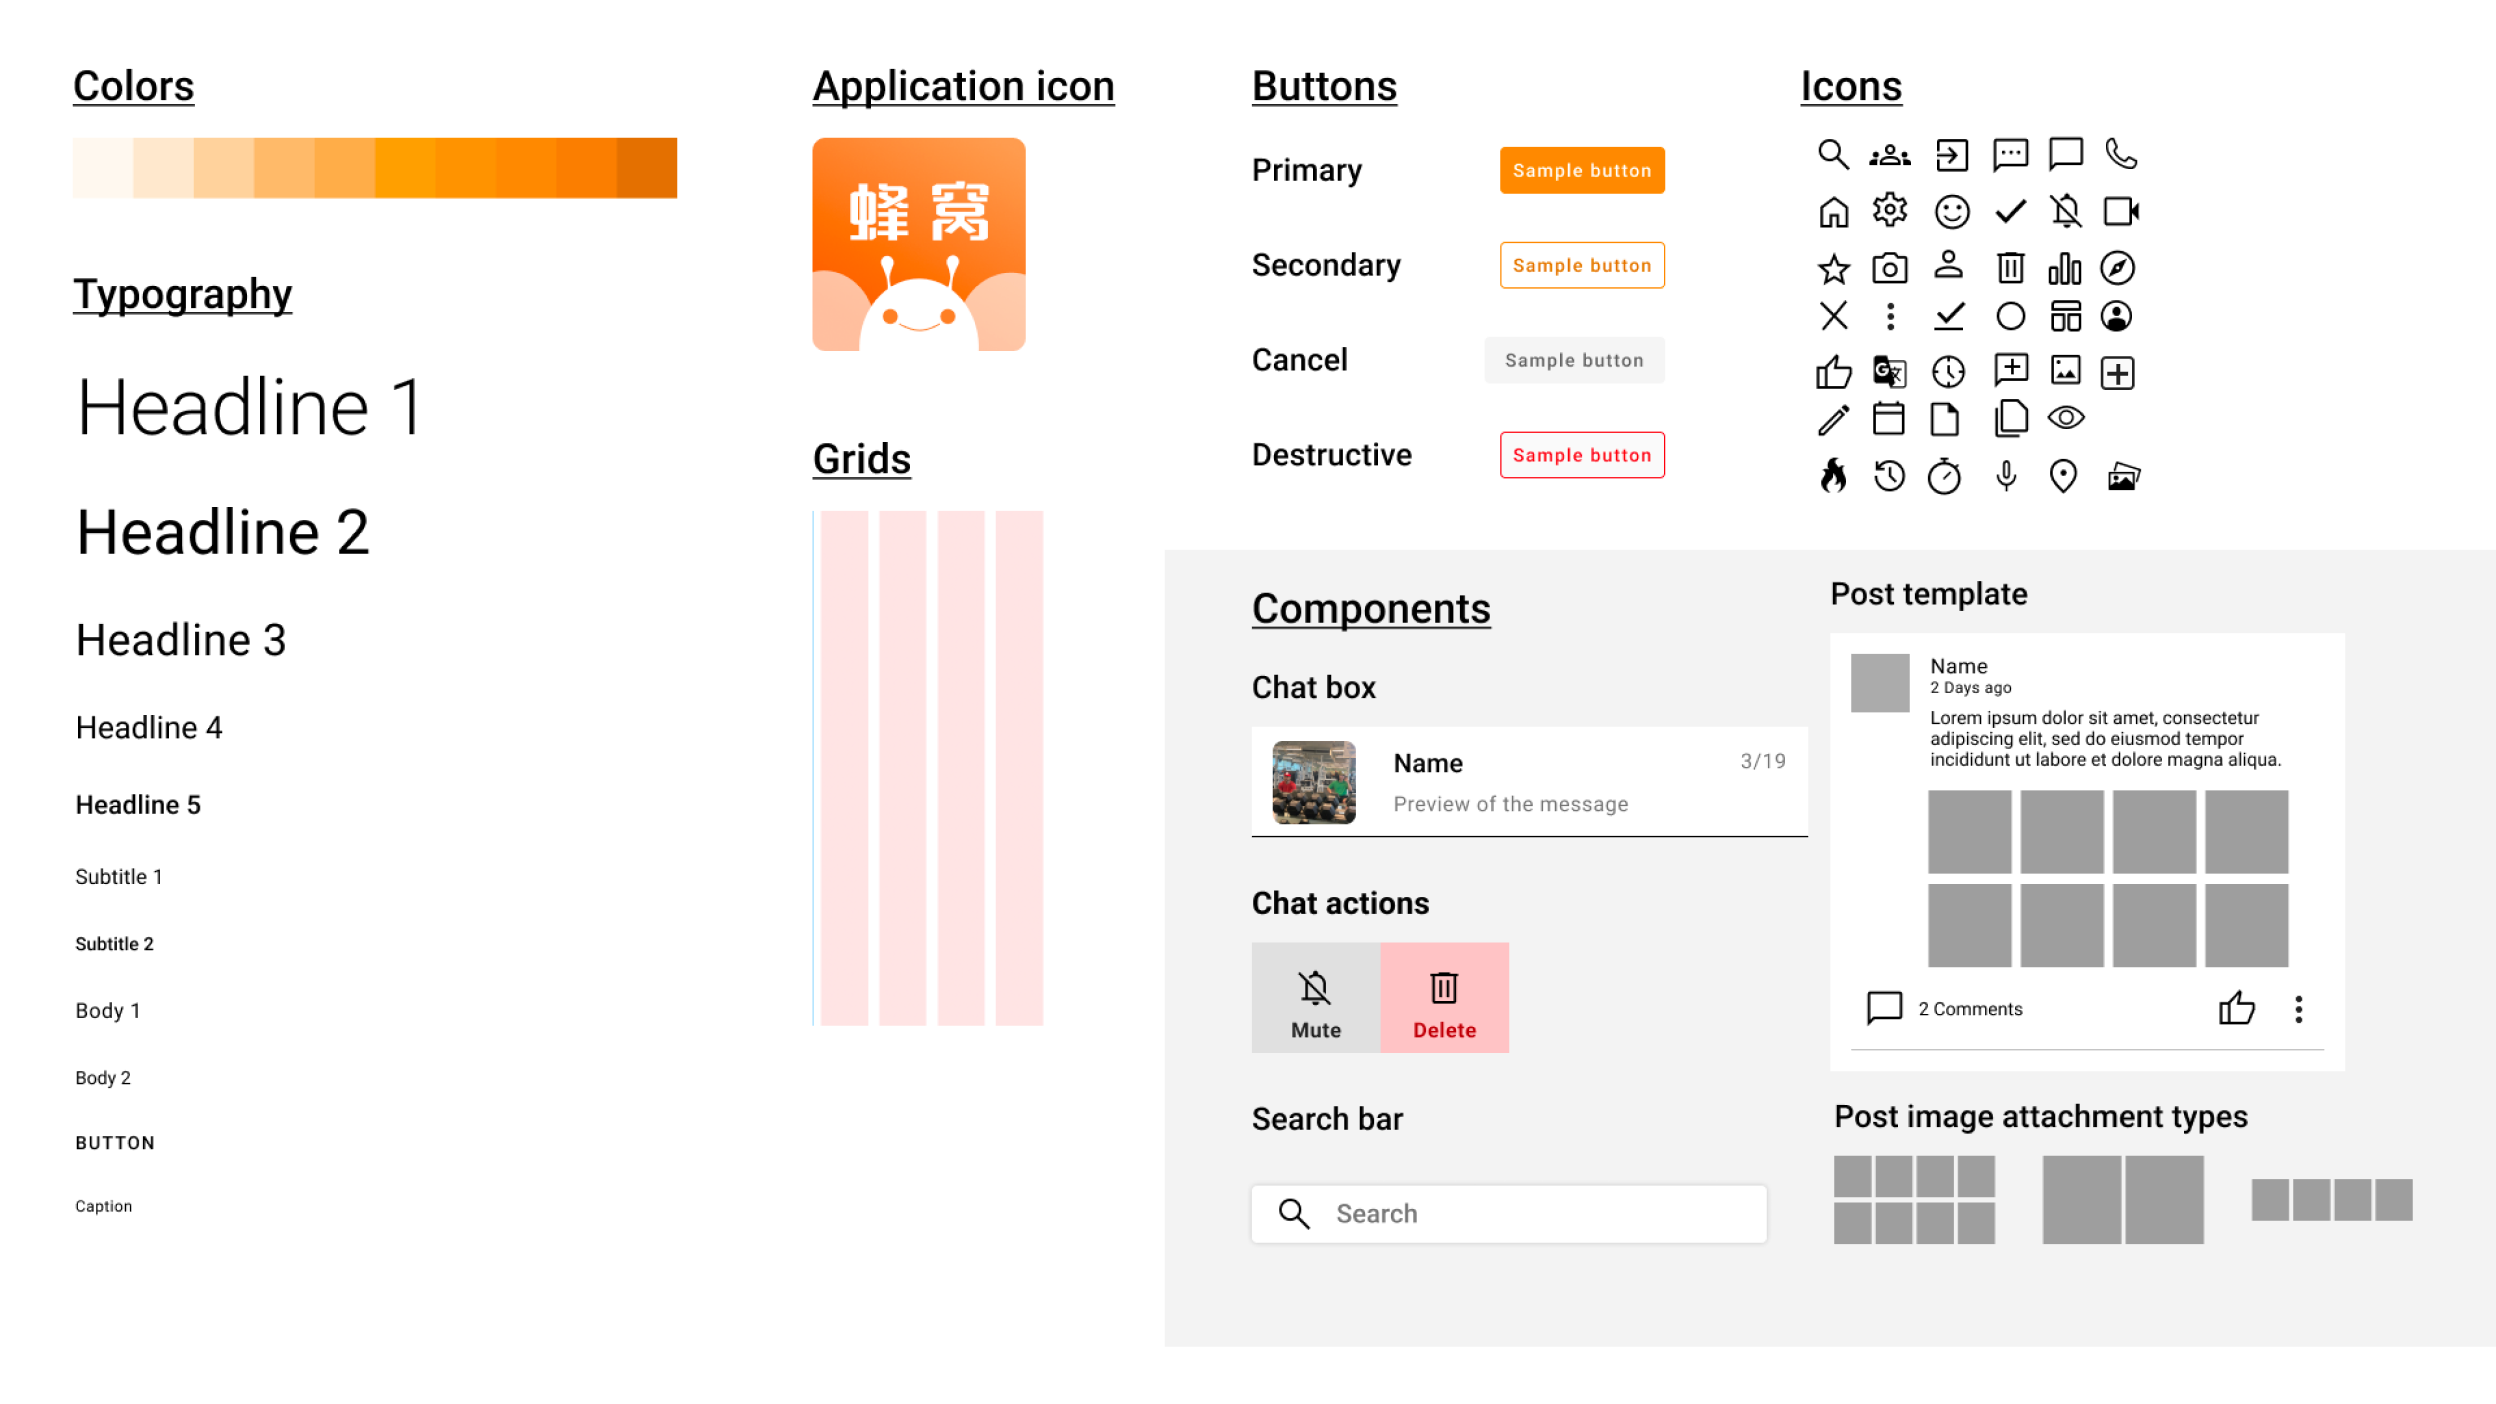 Colors
Typography
Headline 1
Headline 2
Headline 3
Headline 4
Headline 5
Subtitle 1
Subtitle 2
Body 1
Body 2
BUTTON
Caption
Application icon
蜂窝
Grids
Buttons
Primary
Sample button
Secondary
Sample button
Cancel
Sample button
Destructive
Sample button
Icons
G文
Components
Chat box
Name
3/19
Preview of the message
Chat actions
Mute
Delete
Search bar
Search
Post template
Name
2 Days ago
Lorem ipsum dolor sit amet, consectetur
adipiscing elit, sed do eiusmod tempor
incididunt ut labore et dolore magna aliqua.
2 Comments
Post image attachment types